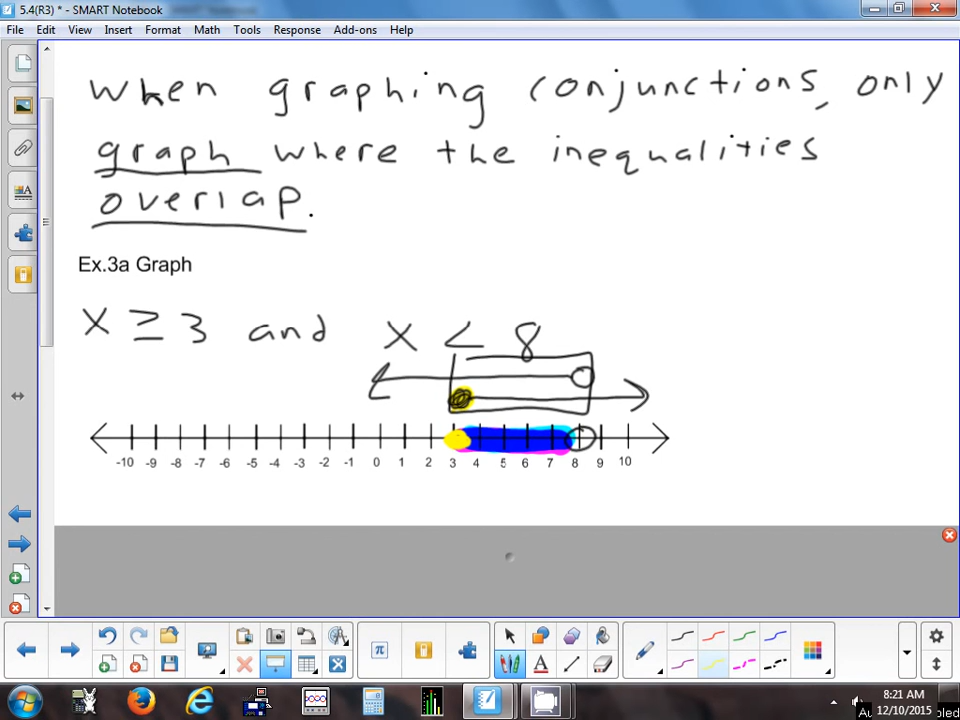 5.4(R3) * - SMART Notebook
File Edit View Insert Format Math Tools Response Add-ons Help
when graphing conjunctions, only
graph where the inequalities
overlap.
Ex.3a Graph
X ≥ 3 and X < 8
-10 -9 -8 -7 -6 -5 -4 -3 -2 -1 0 1 2 3 4 5 6 7 8 9 10
8:21 AM
12/10/2015